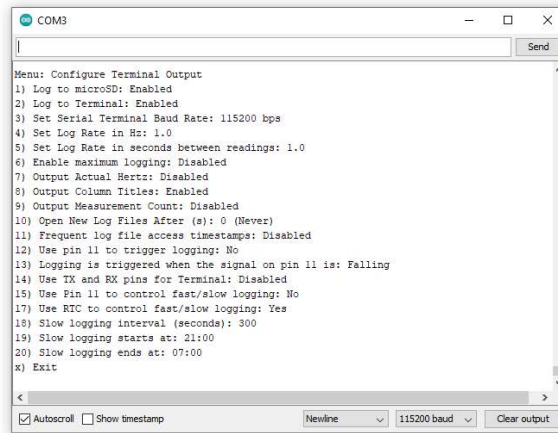 COM3
Send
Menu: Configure Terminal Output
1) Log to microSD: Enabled
2) Log to Terminal: Enabled
3) Set Serial Terminal Baud Rate: 115200 bps
4) Set Log Rate in Hz: 1.0
5) Set Log Rate in seconds between readings: 1.0
6) Enable maximum logging: Disabled
7) Output Actual Hertz: Disabled
8) Output Column Titles: Enabled
9) Output Measurement Count: Disabled
10) Open New Log Files After (s): 0 (Never)
11) Frequent log file access timestamps: Disabled
12) Use pin 11 to trigger logging: No
13) Logging is triggered when the signal on pin 11 is: Falling
14) Use TX and RX pins for Terminal: Disabled
15) Use Pin 11 to control fast/slow logging: No
17) Use RTC to control fast/slow logging: Yes
18) Slow logging interval (seconds): 300
19) Slow logging starts at: 21:00
20) Slow logging ends at: 07:00
x) Exit
Autoscroll Show timestamp Newline 115200 baud Clear output